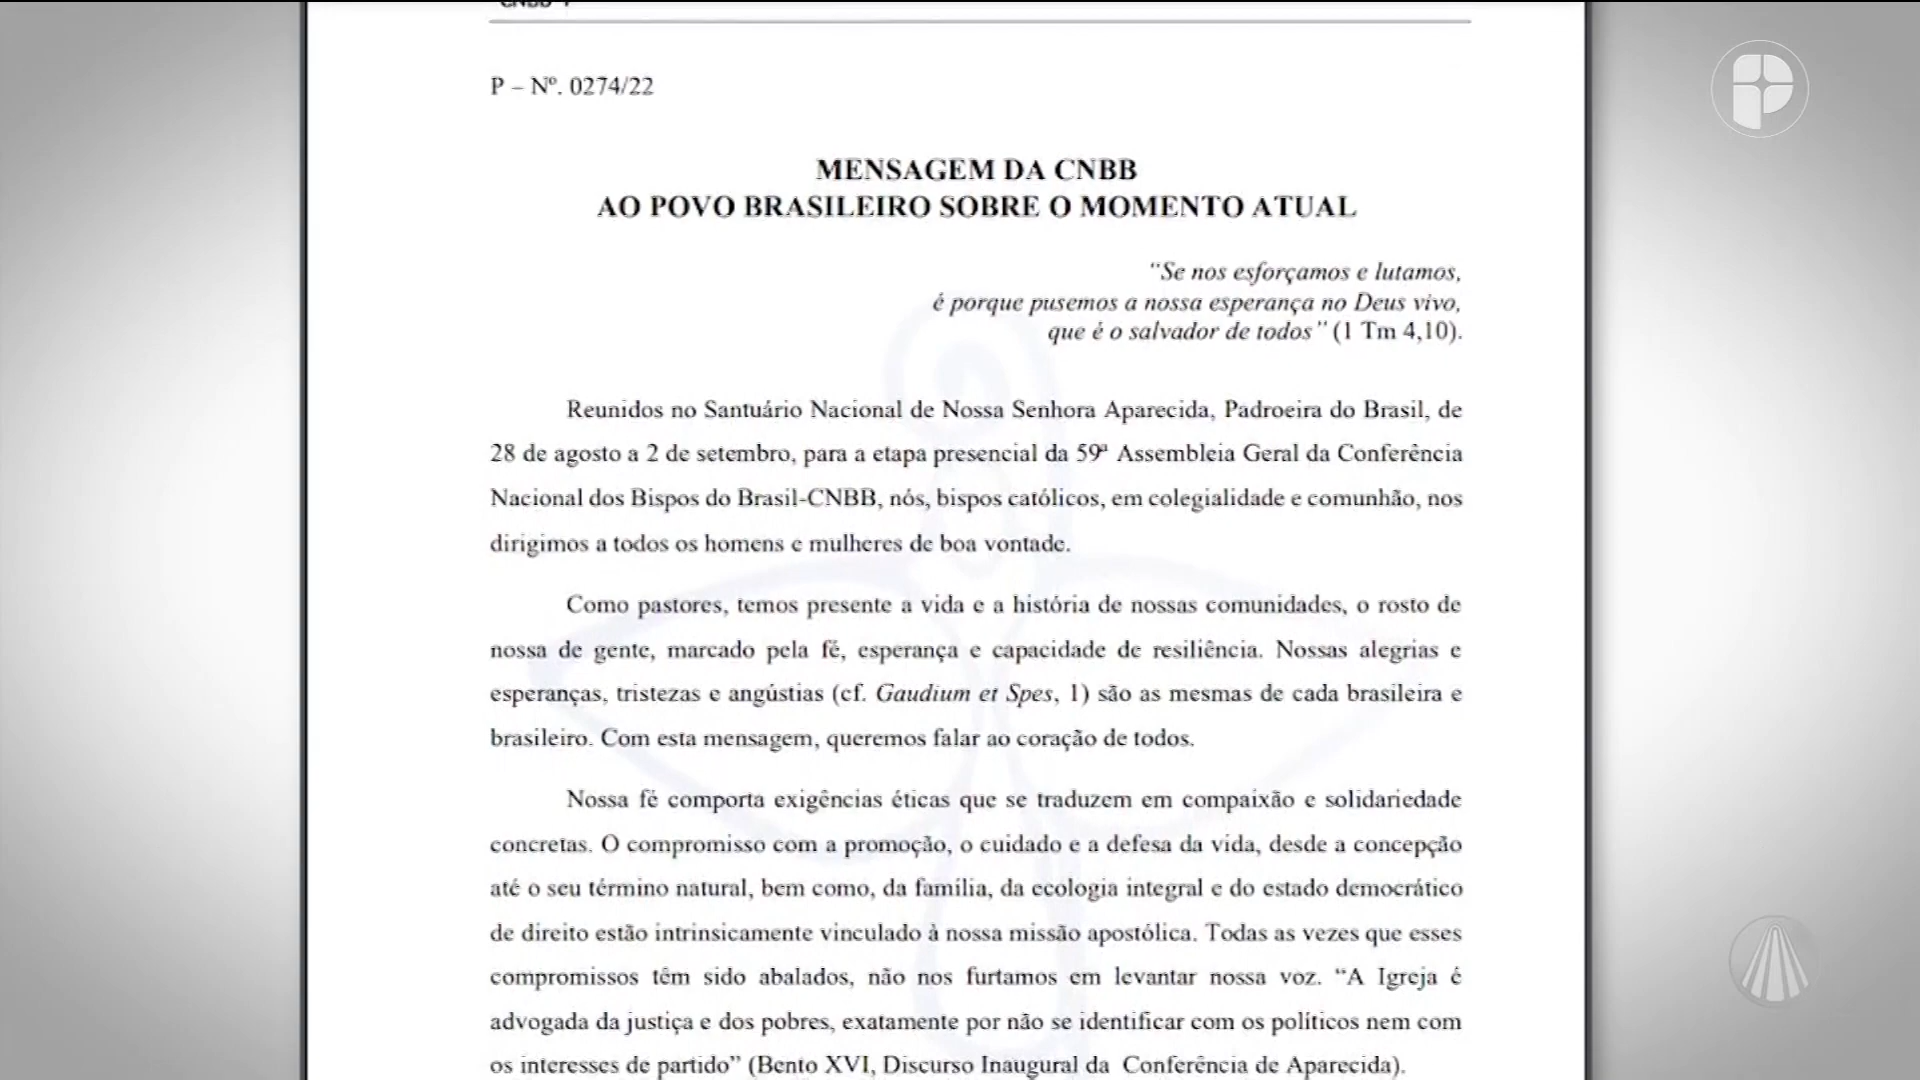 P – Nº. 0274/22
MENSAGEM DA CNBB
AO POVO BRASILEIRO SOBRE O MOMENTO ATUAL
“Se nos esforçamos e lutamos,
é porque pusemos a nossa esperança no Deus vivo,
que é o salvador de todos” (1 Tm 4,10).
Reunidos no Santuário Nacional de Nossa Senhora Aparecida, Padroeira do Brasil, de
28 de agosto a 2 de setembro, para a etapa presencial da 59ª Assembleia Geral da Conferência
Nacional dos Bispos do Brasil-CNBB, nós, bispos católicos, em colegialidade e comunhão, nos
dirigimos a todos os homens e mulheres de boa vontade.
Como pastores, temos presente a vida e a história de nossas comunidades, o rosto de
nossa de gente, marcado pela fé, esperança e capacidade de resiliência. Nossas alegrias e
esperanças, tristezas e angústias (cf. Gaudium et Spes, 1) são as mesmas de cada brasileira e
brasileiro. Com esta mensagem, queremos falar ao coração de todos.
Nossa fé comporta exigências éticas que se traduzem em compaixão e solidariedade
concretas. O compromisso com a promoção, o cuidado e a defesa da vida, desde a concepção
até o seu término natural, bem como, da família, da ecologia integral e do estado democrático
de direito estão intrinsicamente vinculado à nossa missão apostólica. Todas as vezes que esses
compromissos têm sido abalados, não nos furtamos em levantar nossa voz. “A Igreja é
advogada da justiça e dos pobres, exatamente por não se identificar com os políticos nem com
os interesses de partido” (Bento XVI, Discurso Inaugural da Conferência de Aparecida).